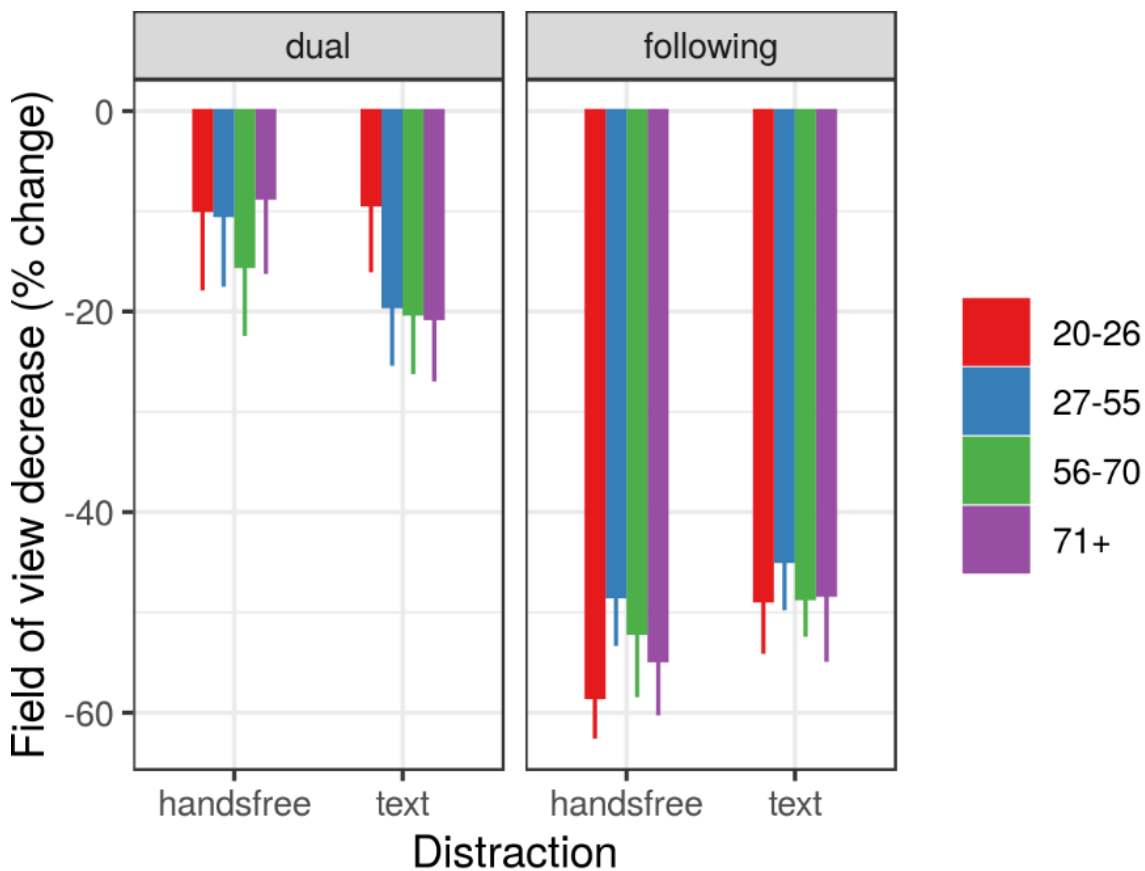 dual
following
Field of view decrease (% change)
0
-20
-40
-60
handsfree
text
handsfree
text
Distraction
20-26
27-55
56-70
71+